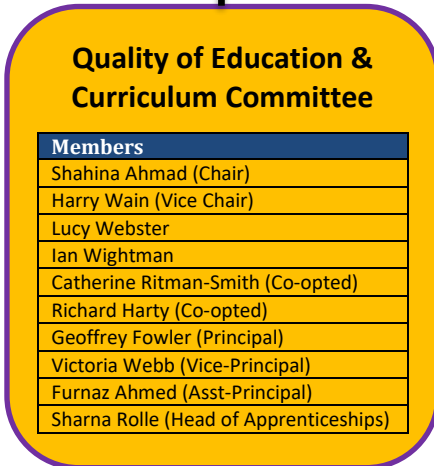 Quality of Education &
Curriculum Committee
Members
Shahina Ahmad (Chair)
Harry Wain (Vice Chair)
Lucy Webster
Ian Wightman
Catherine Ritman-Smith (Co-opted)
Richard Harty (Co-opted)
Geoffrey Fowler (Principal)
Victoria Webb (Vice-Principal)
Furnaz Ahmed (Asst-Principal)
Sharna Rolle (Head of Apprenticeships)